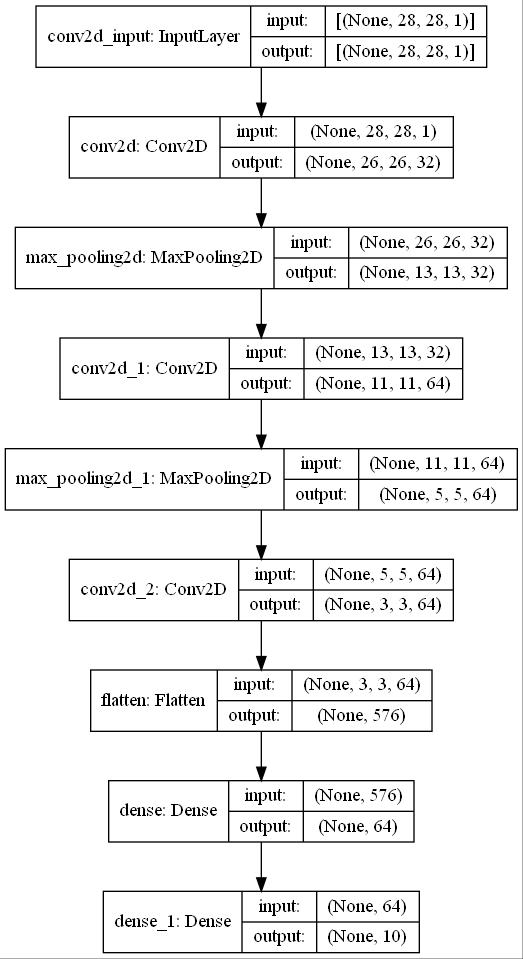 conv2d_input: InputLayer
input: [(None, 28, 28, 1)]
output: [(None, 28, 28, 1)]
conv2d: Conv2D
input: (None, 28, 28, 1)
output: (None, 26, 26, 32)
max_pooling2d: MaxPooling2D
input: (None, 26, 26, 32)
output: (None, 13, 13, 32)
conv2d_1: Conv2D
input: (None, 13, 13, 32)
output: (None, 11, 11, 64)
max_pooling2d_1: MaxPooling2D
input: (None, 11, 11, 64)
output: (None, 5, 5, 64)
conv2d_2: Conv2D
input: (None, 5, 5, 64)
output: (None, 3, 3, 64)
flatten: Flatten
input: (None, 3, 3, 64)
output: (None, 576)
dense: Dense
input: (None, 576)
output: (None, 64)
dense_1: Dense
input: (None, 64)
output: (None, 10)